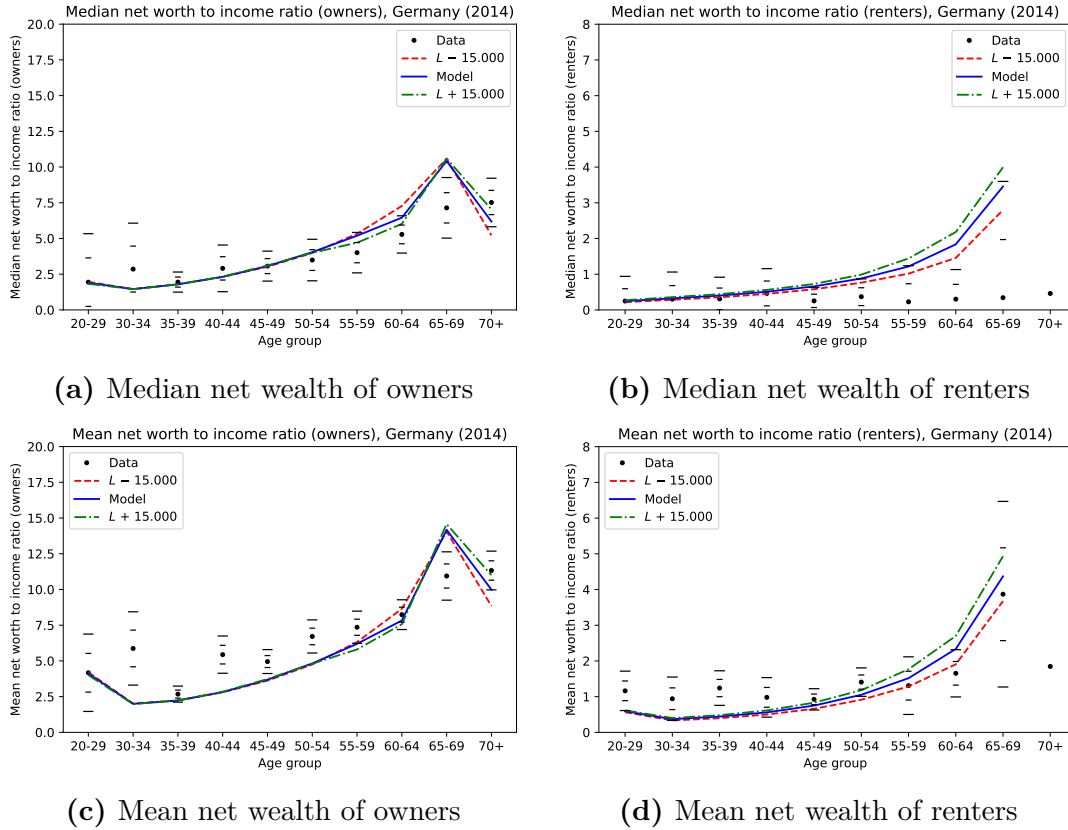 Median net worth to income ratio (owners), Germany (2014)
Median net worth to income ratio (owners)
20.0
17.5
15.0
12.5
10.0
7.5
5.0
2.5
0.0
Data
L − 15.000
Model
L + 15.000
20-29 30-34 35-39 40-44 45-49 50-54 55-59 60-64 65-69 70+
Age group
(a) Median net wealth of owners
Median net worth to income ratio (renters), Germany (2014)
Median net worth to income ratio (renters)
8
7
6
5
4
3
2
1
0
Data
L − 15.000
Model
L + 15.000
20-29 30-34 35-39 40-44 45-49 50-54 55-59 60-64 65-69 70+
Age group
(b) Median net wealth of renters
Mean net worth to income ratio (owners), Germany (2014)
Mean net worth to income ratio (owners)
20.0
17.5
15.0
12.5
10.0
7.5
5.0
2.5
0.0
Data
L − 15.000
Model
L + 15.000
20-29 30-34 35-39 40-44 45-49 50-54 55-59 60-64 65-69 70+
Age group
(c) Mean net wealth of owners
Mean net worth to income ratio (renters), Germany (2014)
Mean net worth to income ratio (renters)
8
7
6
5
4
3
2
1
0
Data
L − 15.000
Model
L + 15.000
20-29 30-34 35-39 40-44 45-49 50-54 55-59 60-64 65-69 70+
Age group
(d) Mean net wealth of renters